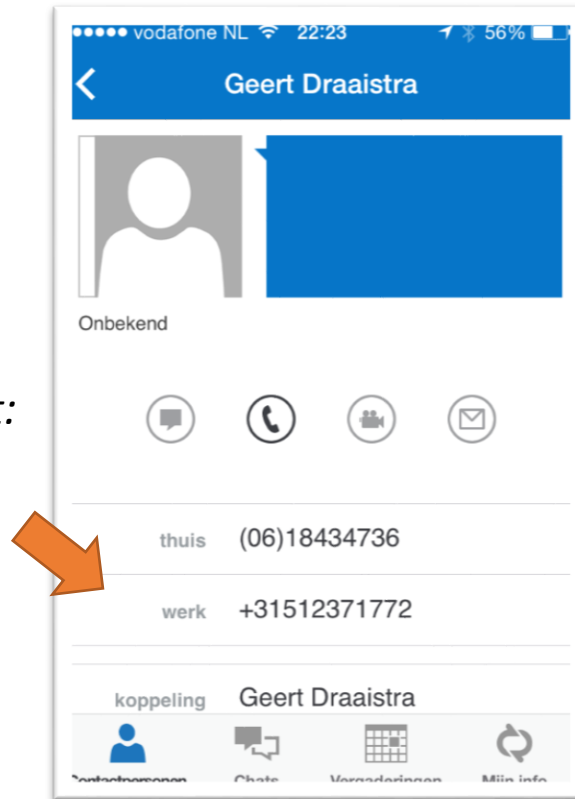 vodafone NL 22:23 56%
Geert Draaistra
Onbekend
t:
thuis (06)18434736
werk +31512371772
koppeling Geert Draaistra
Contactpersonen Chats Vergaderingen Mijn info